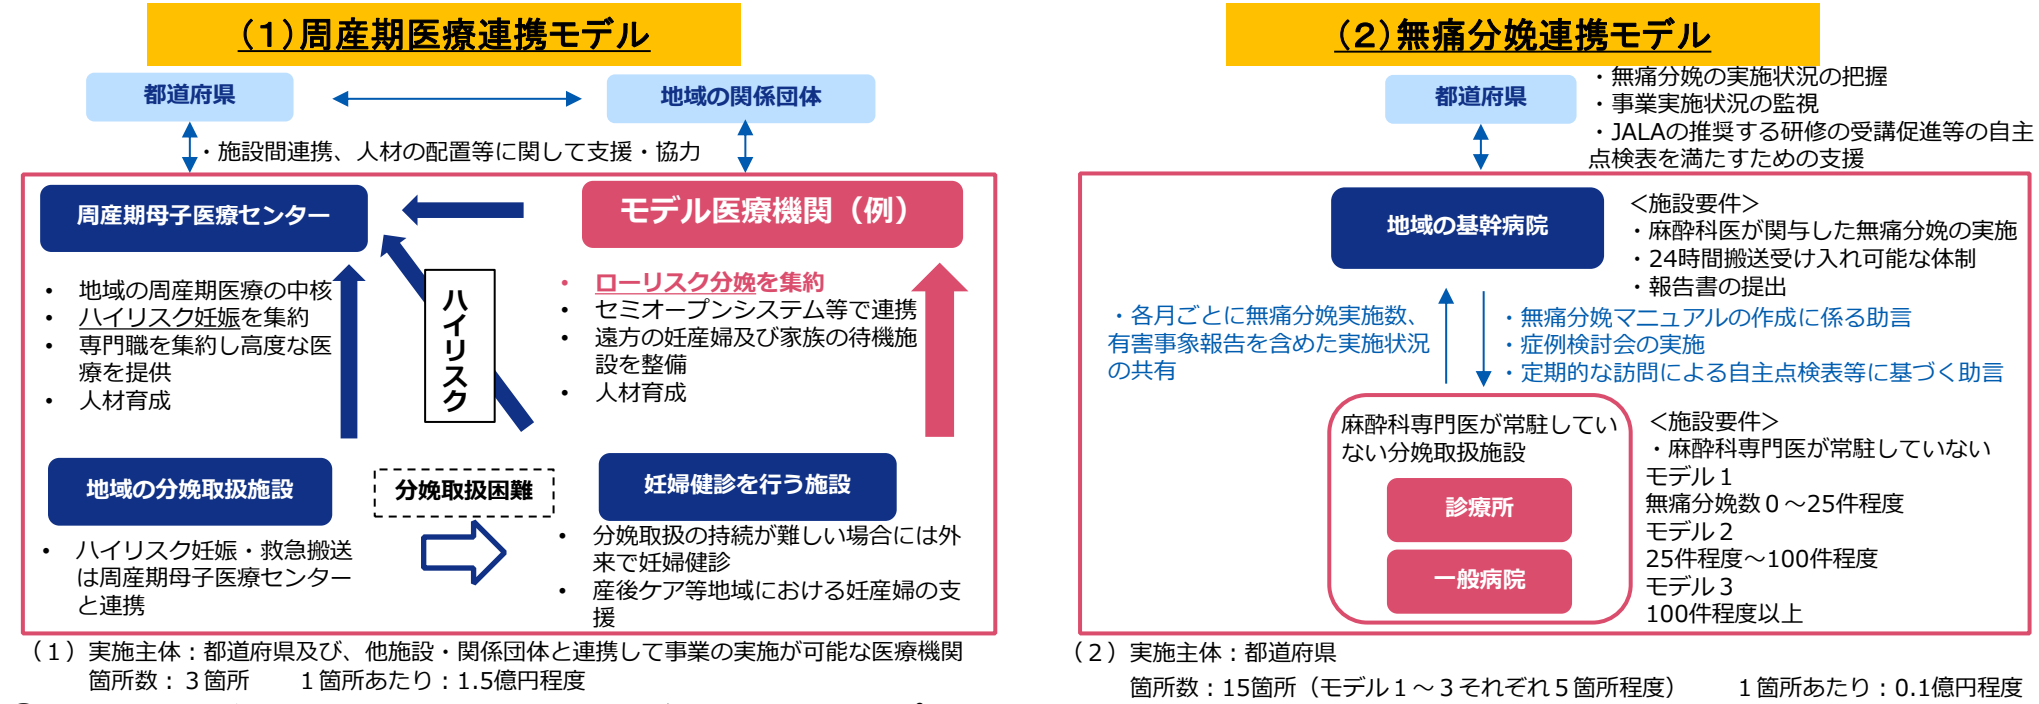 （1）周産期医療連携モデル
都道府県
地域の関係団体
・施設間連携、人材の配置等に関して支援・協力
周産期母子医療センター
モデル医療機関（例）
• 地域の周産期医療の中核
• ハイリスク妊娠を集約
• 専門職を集約し高度な医
療を提供
• 人材育成
ハイリスク
• ローリスク分娩を集約
• セミオープンシステム等で連携
• 遠方の妊産婦及び家族の待機施
設を整備
• 人材育成
地域の分娩取扱施設
分娩取扱困難
妊婦健診を行う施設
• ハイリスク妊娠・救急搬送
は周産期母子医療センター
と連携
• 分娩取扱の持続が難しい場合には外
来で妊婦健診
• 産後ケア等地域における妊産婦の支
援
（1）実施主体：都道府県及び、他施設・関係団体と連携して事業の実施が可能な医療機関
箇所数：３箇所　　１箇所あたり：1.5億円程度
（2）無痛分娩連携モデル
都道府県
・無痛分娩の実施状況の把握
・事業実施状況の監視
・JALAの推奨する研修の受講促進等の自主
点検表を満たすための支援
地域の基幹病院
＜施設要件＞
・麻酔科医が関与した無痛分娩の実施
・24時間搬送受け入れ可能な体制
・報告書の提出
・各月ごとに無痛分娩実施数、
有害事象報告を含めた実施状況
の共有
・無痛分娩マニュアルの作成に係る助言
・症例検討会の実施
・定期的な訪問による自主点検表等に基づく助言
麻酔科専門医が常駐してい
ない分娩取扱施設
診療所
一般病院
＜施設要件＞
・麻酔科専門医が常駐していない
モデル１
無痛分娩数０～25件程度
モデル２
25件程度～100件程度
モデル３
100件程度以上
（２）実施主体：都道府県
箇所数：15箇所（モデル１～３それぞれ５箇所程度）　　１箇所あたり：0.1億円程度